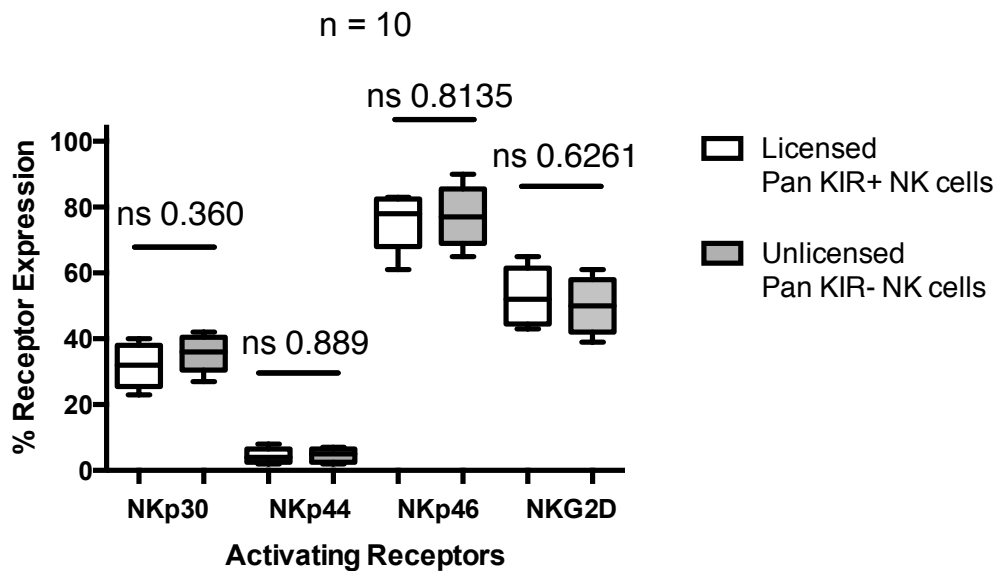 n = 10
ns 0.8135
ns 0.6261
ns 0.360
ns 0.889
% Receptor Expression
100
80
60
40
20
0
NKp30 NKp44 NKp46 NKG2D
Activating Receptors
Licensed
Pan KIR+ NK cells
Unlicensed
Pan KIR- NK cells